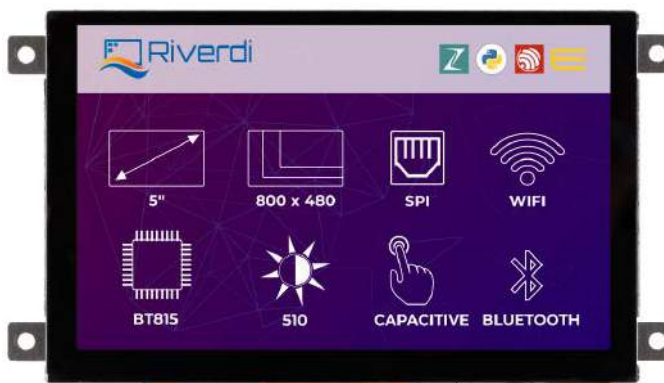 Riverdi
5"
800 x 480
SPI
WIFI
BT815
510
CAPACITIVE
BLUETOOTH